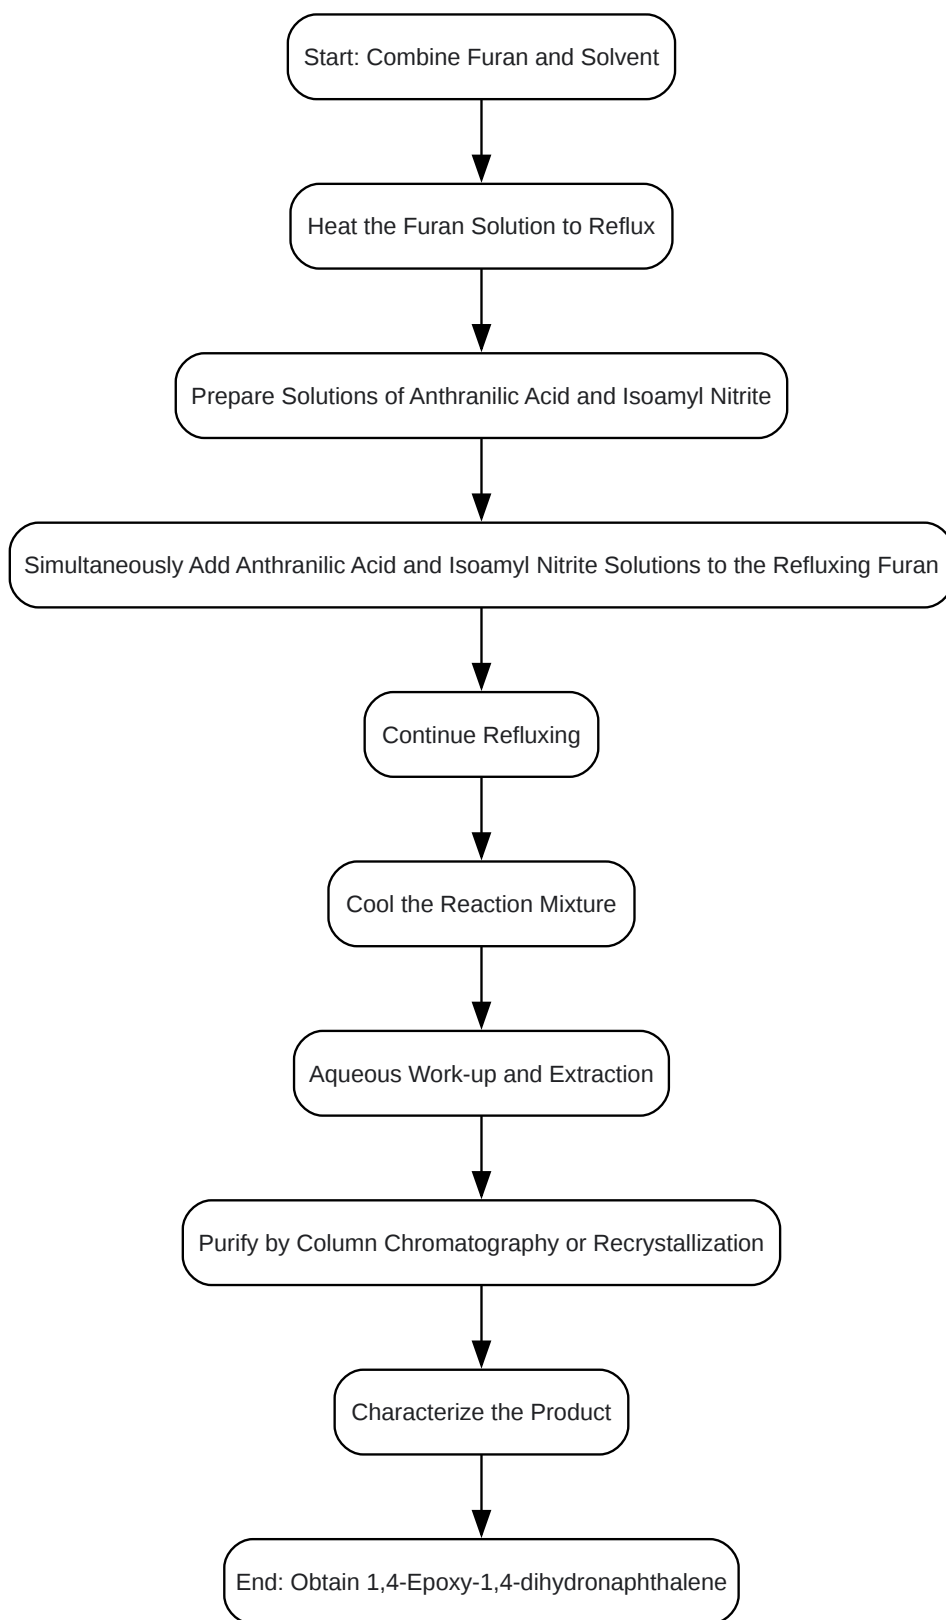 Start: Combine Furan and Solvent
Heat the Furan Solution to Reflux
Prepare Solutions of Anthranilic Acid and Isoamyl Nitrite
Simultaneously Add Anthranilic Acid and Isoamyl Nitrite Solutions to the Refluxing Furan
Continue Refluxing
Cool the Reaction Mixture
Aqueous Work-up and Extraction
Purify by Column Chromatography or Recrystallization
Characterize the Product
End: Obtain 1,4-Epoxy-1,4-dihydronaphthalene